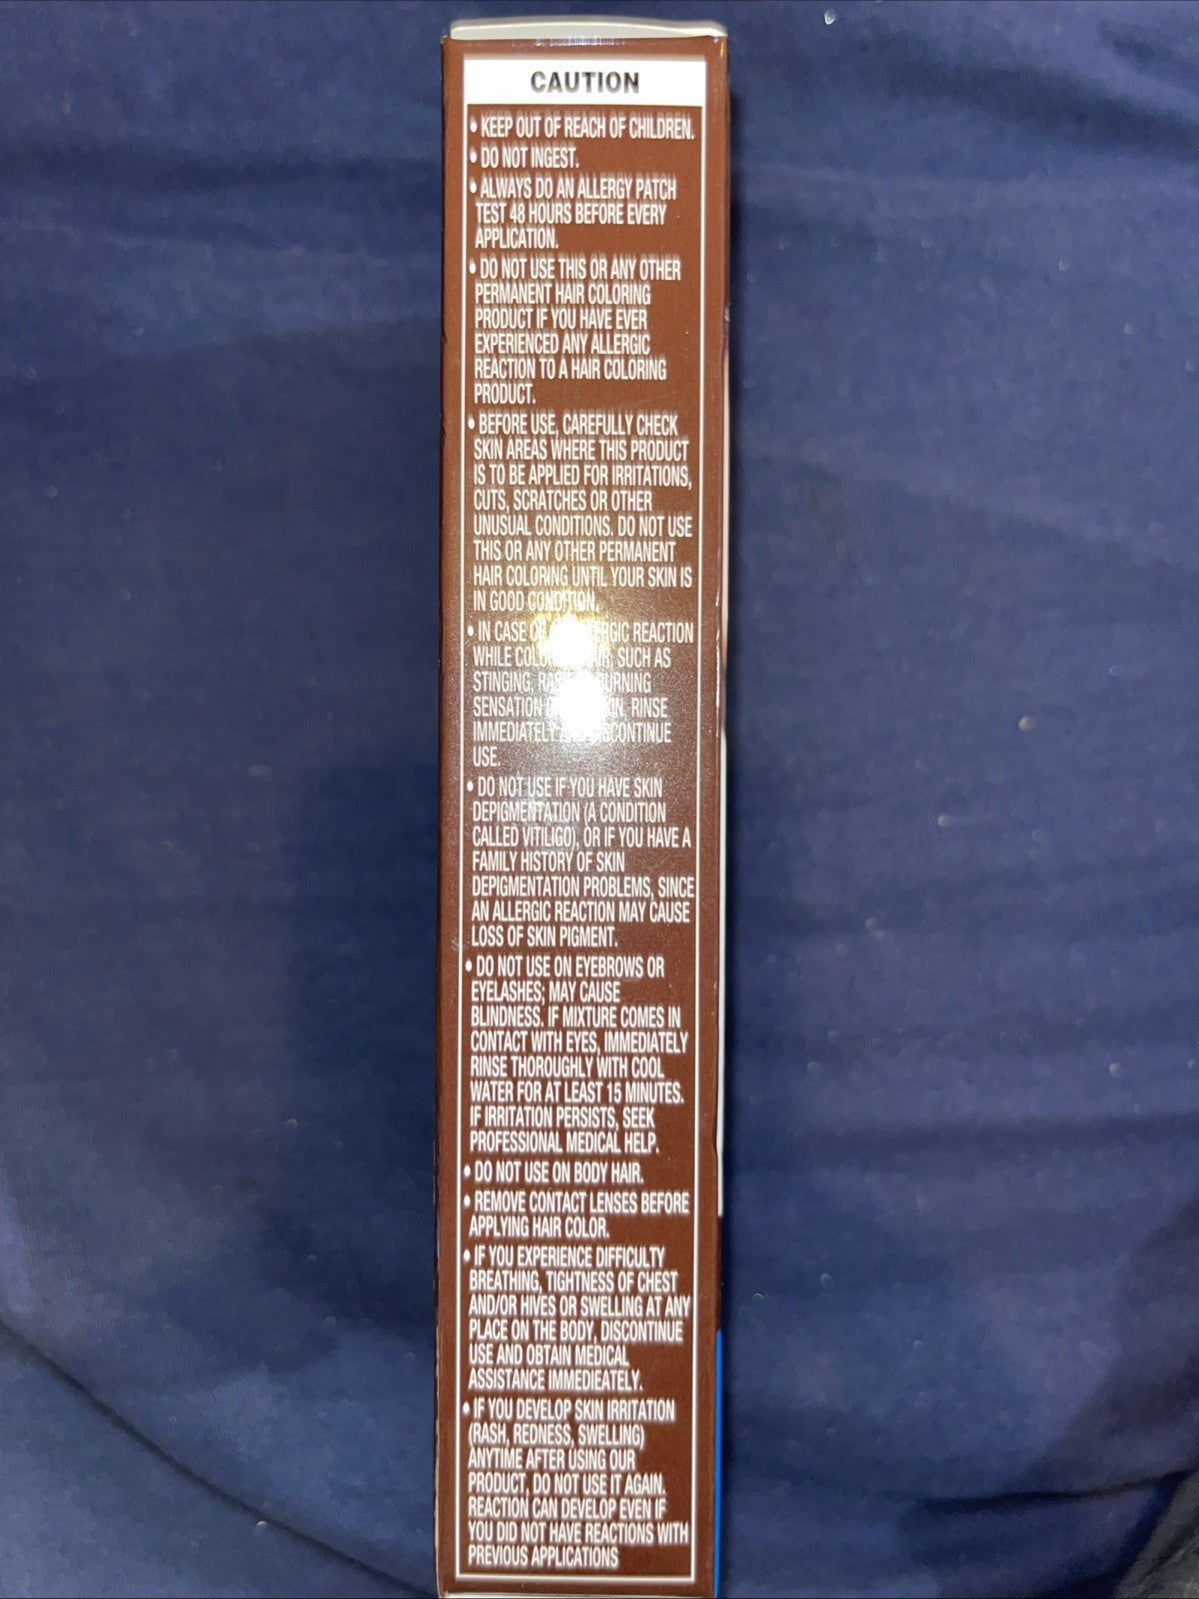 CAUTION
• KEEP OUT OF REACH OF CHILDREN.
• DO NOT INGEST.
• ALWAYS DO AN ALLERGY PATCH
TEST 48 HOURS BEFORE EVERY
APPLICATION.
• DO NOT USE THIS OR ANY OTHER
PERMANENT HAIR COLORING
PRODUCT IF YOU HAVE EVER
EXPERIENCED ANY ALLERGIC
REACTION TO A HAIR COLORING
PRODUCT.
• BEFORE USE, CAREFULLY CHECK
SKIN AREAS WHERE THIS PRODUCT
IS TO BE APPLIED FOR IRRITATIONS,
CUTS, SCRATCHES OR OTHER
UNUSUAL CONDITIONS. DO NOT USE
THIS OR ANY OTHER PERMANENT
HAIR COLORING UNTIL YOUR SKIN IS
IN GOOD CONDITION.
• IN CASE REACTION
WHILE SUCH AS
STINGING,
SENSATION RINSE
IMMEDIATELY DISCONTINUE
USE.
• DO NOT USE IF YOU HAVE SKIN
DEPIGMENTATION (A CONDITION
CALLED VITILIGO), OR IF YOU HAVE A
FAMILY HISTORY OF SKIN
DEPIGMENTATION PROBLEMS, SINCE
AN ALLERGIC REACTION MAY CAUSE
LOSS OF SKIN PIGMENT.
• DO NOT USE ON EYEBROWS OR
EYELASHES; MAY CAUSE
BLINDNESS. IF MIXTURE COMES IN
CONTACT WITH EYES, IMMEDIATELY
RINSE THOROUGHLY WITH COOL
WATER FOR AT LEAST 15 MINUTES.
IF IRRITATION PERSISTS, SEEK
PROFESSIONAL MEDICAL HELP.
• DO NOT USE ON BODY HAIR.
• REMOVE CONTACT LENSES BEFORE
APPLYING HAIR COLOR.
• IF YOU EXPERIENCE DIFFICULTY
BREATHING, TIGHTNESS OF CHEST
AND/OR HIVES OR SWELLING AT ANY
PLACE ON THE BODY, DISCONTINUE
USE AND OBTAIN MEDICAL
ASSISTANCE IMMEDIEATELY.
• IF YOU DEVELOP SKIN IRRITATION
(RASH, REDNESS, SWELLING)
ANYTIME AFTER USING OUR
PRODUCT, DO NOT USE IT AGAIN.
REACTION CAN DEVELOP EVEN IF
YOU DID NOT HAVE REACTIONS WITH
PREVIOUS APPLICATIONS